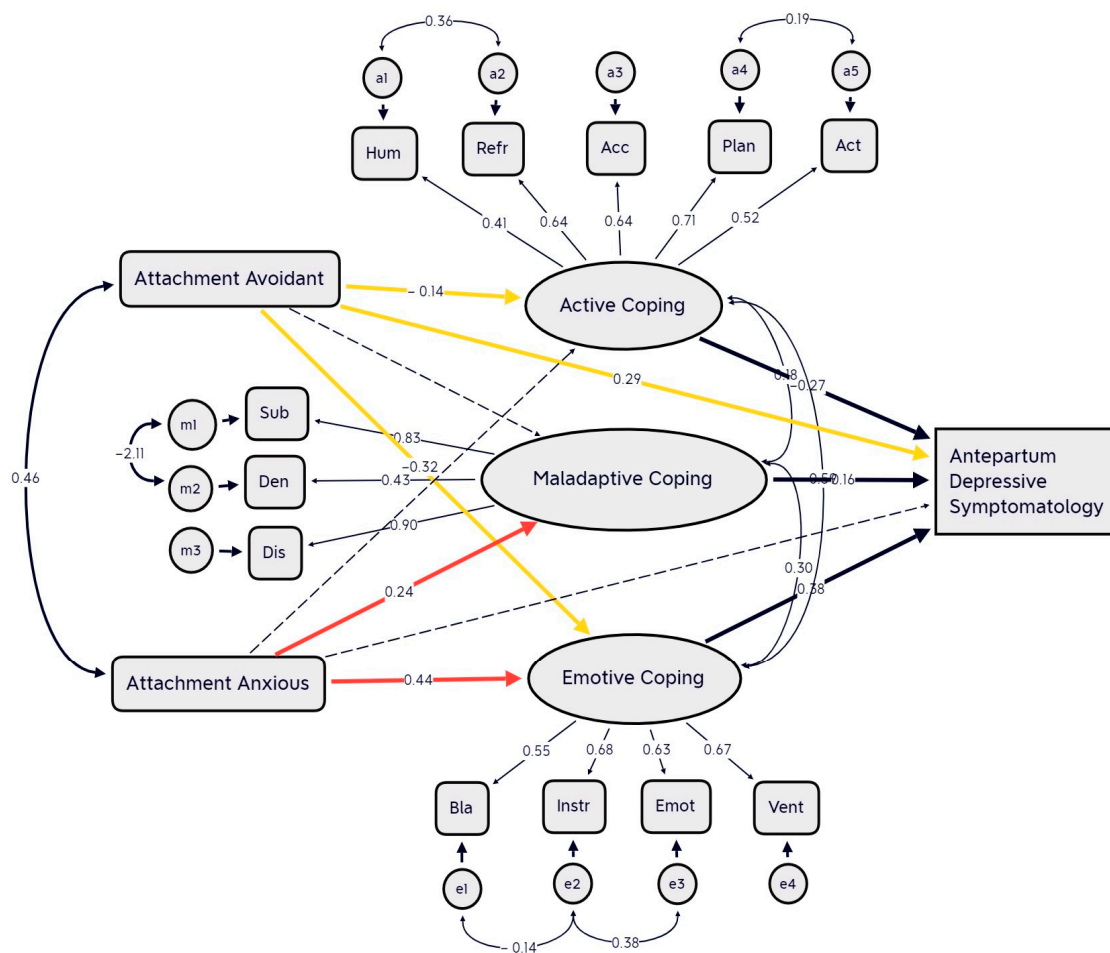 0.36
0.19
a1
a2
a3
a4
a5
Hum
Refr
Acc
Plan
Act
0.41
0.64
0.64
0.71
0.52
Attachment Avoidant
- 0.14
Active Coping
0.29
0.18
-0.27
m1
Sub
0.83
-2.11
-0.32
m2
Den
0.43
Maladaptive Coping
0.16
Antepartum
Depressive
Symptomatology
0.46
m3
Dis
0.90
0.24
0.30
0.38
Attachment Anxious
0.44
Emotive Coping
0.55
0.68
0.63
0.67
Bla
Instr
Emot
Vent
e1
e2
e3
e4
- 0.14
0.38